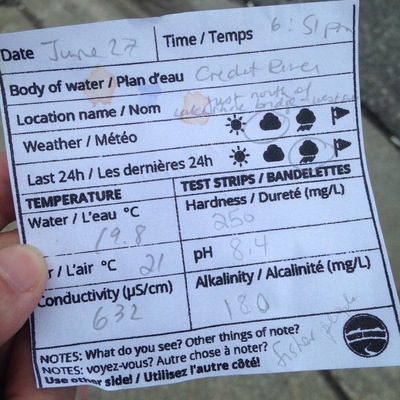 Date June 27 Time / Temps 6:51pm
Body of water / Plan d'eau Credit River
Location name / Nom just north of
Weather / Météo
Last 24h / Les dernières 24h
TEMPERATURE
Water / L'eau °C
19.8
r / L'air °C 21
Conductivity (µS/cm)
632
TEST STRIPS / BANDELETTES
Hardness / Dureté (mg/L)
250
pH 8.4
Alkalinity / Alcalinité (mg/L)
180
NOTES: What do you see? Other things of note?
NOTES: voyez-vous? Autre chose à noter?
Use other side! / Utilisez l'autre côté!